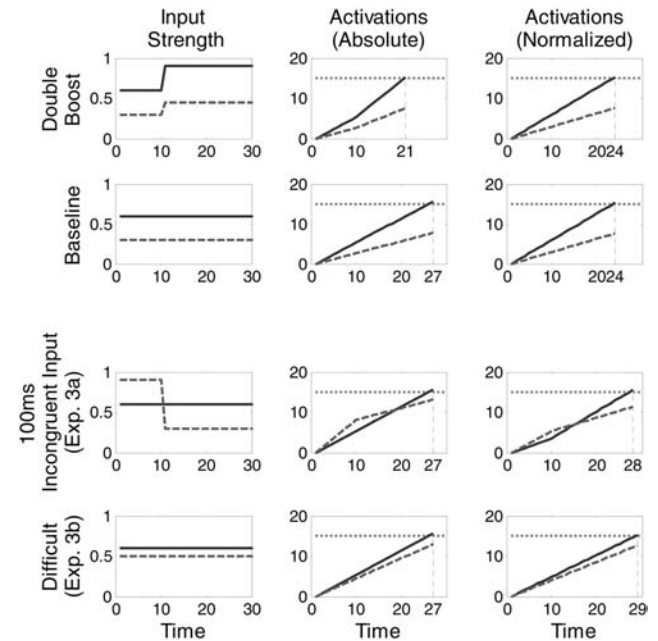 Input Strength
Activations (Absolute)
Activations (Normalized)
Double Boost
1
0.5
0
0 10 20 30
20
10
0
0 10 21
20
10
0
0 10 2024
Baseline
1
0.5
0
0 10 20 30
20
10
0
0 10 20 27
20
10
0
0 10 2024
100ms Incongruent Input (Exp. 3a)
1
0.5
0
0 10 20 30
20
10
0
0 10 20 27
20
10
0
0 10 20 28
Difficult (Exp. 3b)
1
0.5
0
0 10 20 30
20
10
0
0 10 20 27
20
10
0
0 10 20 29
Time
Time
Time